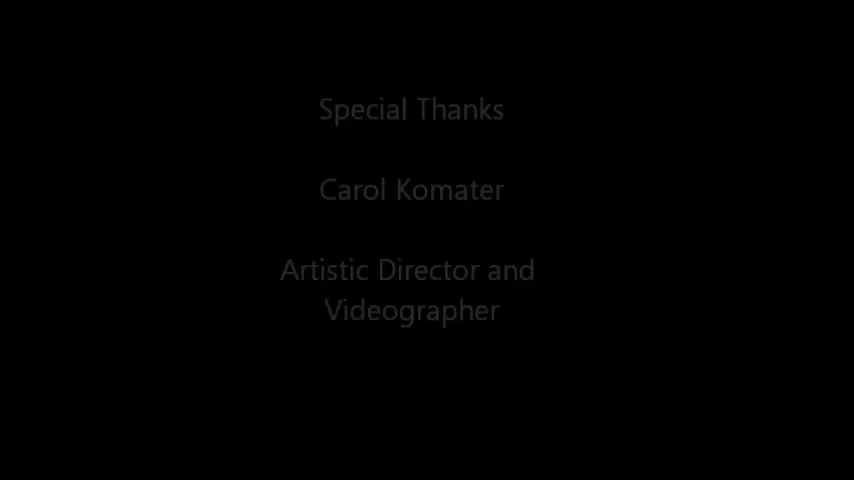 Special Thanks
Carol Komater
Artistic Director and
Videographer